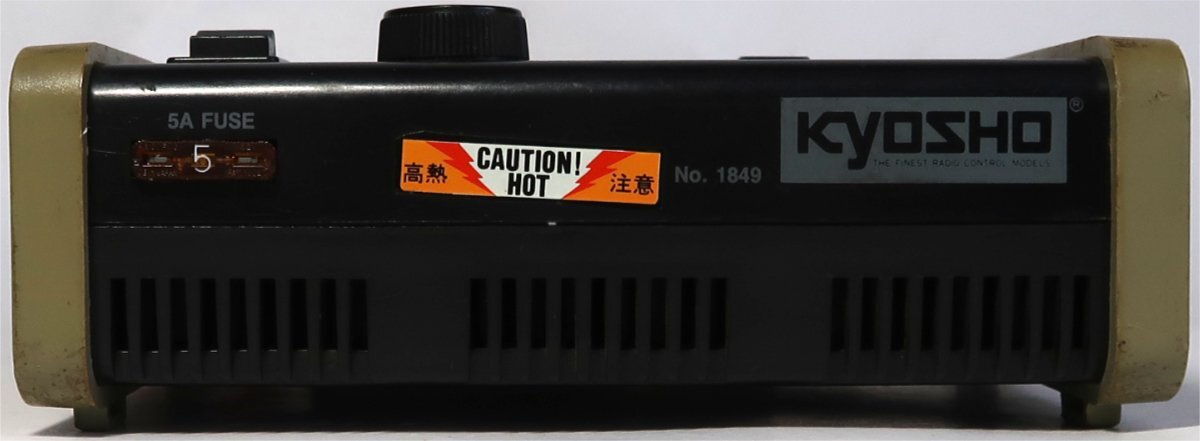 5A FUSE
5
高熱
CAUTION!
HOT
注意
No. 1849
KYOSHO ®
THE FINEST RADIO CONTROL MODELS